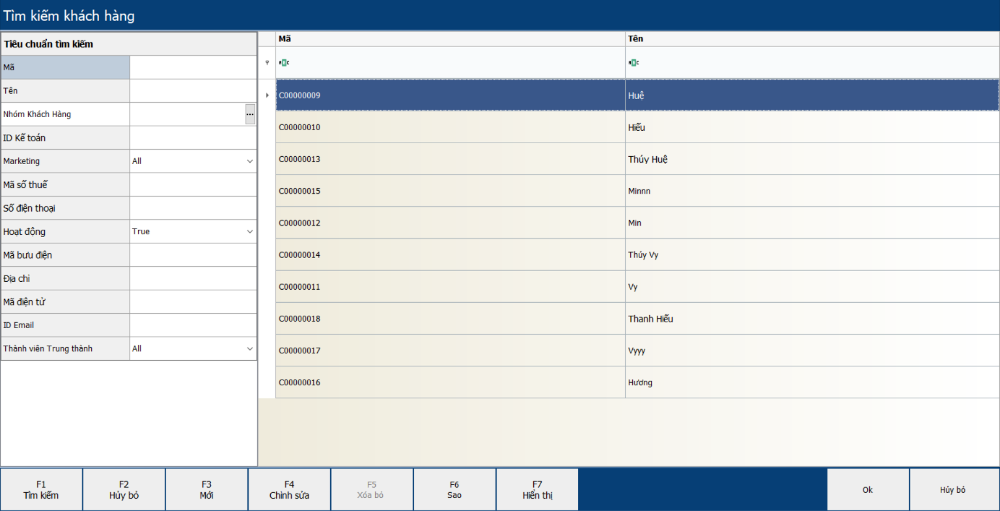 Tìm kiếm khách hàng
Tiêu chuẩn tìm kiếm
Mã
Tên
Nhóm Khách Hàng ...
ID Kế toán
Marketing All
Mã số thuế
Số điện thoại
Hoạt động True
Mã bưu điện
Địa chỉ
Mã điện tử
ID Email
Thành viên Trung thành All
Mã Tên
ABC ABC
C00000009 Huệ
C00000010 Hiếu
C00000013 Thúy Huệ
C00000015 Minnn
C00000012 Min
C00000014 Thúy Vy
C00000011 Vy
C00000018 Thanh Hiếu
C00000017 Vyyy
C00000016 Hương
F1
Tìm kiếm
F2
Hủy bỏ
F3
Mới
F4
Chỉnh sửa
F5
Xóa bỏ
F6
Sao
F7
Hiển thị
Ok
Hủy bỏ